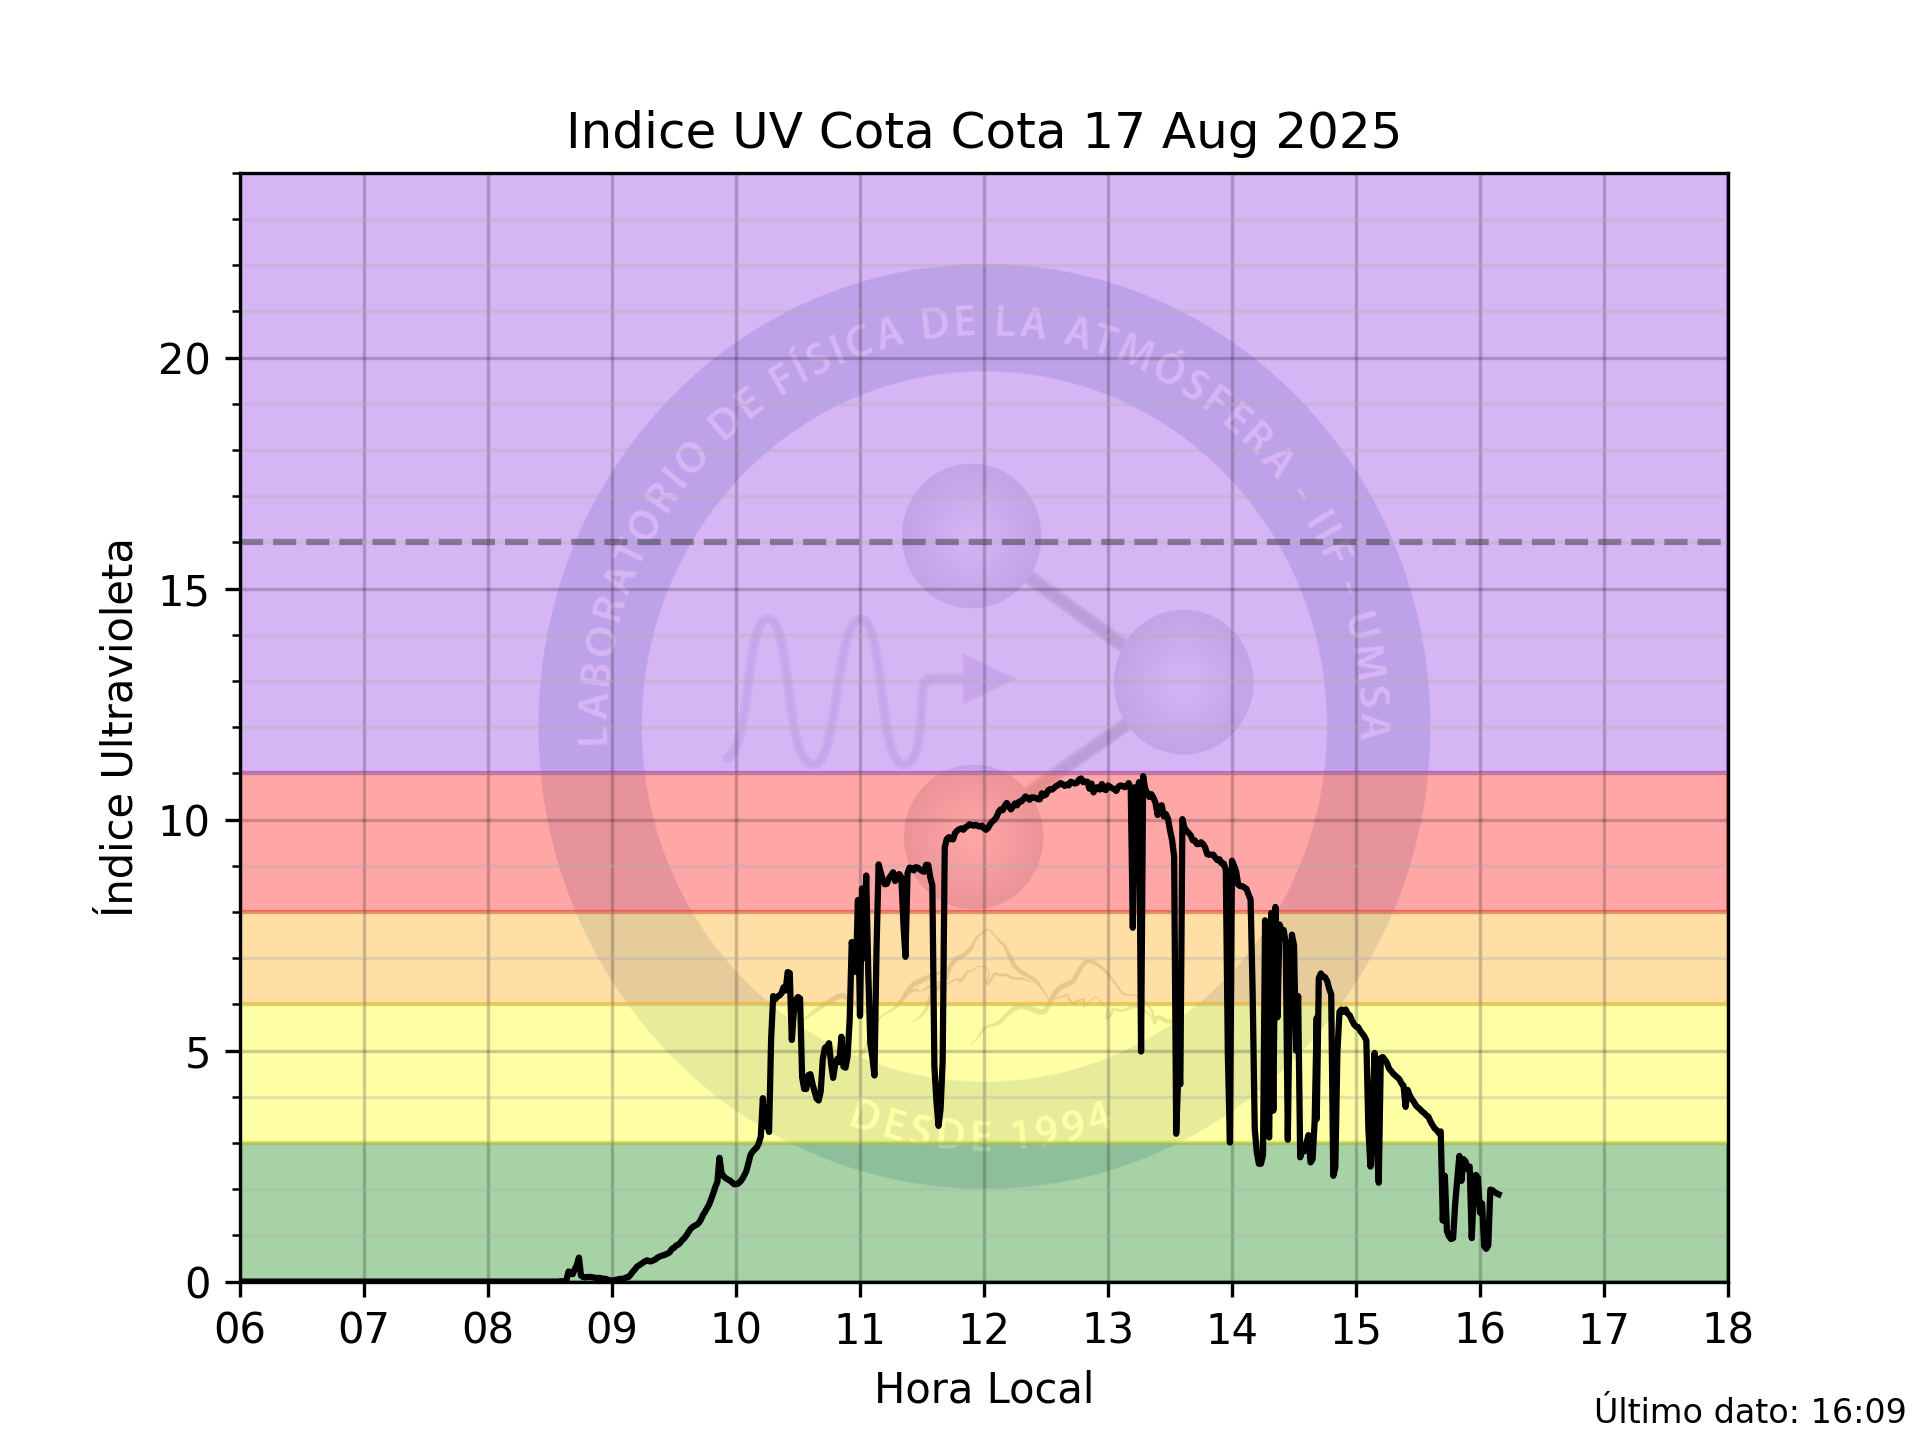 Indice UV Cota Cota 17 Aug 2025
LABORATORIO DE FÍSICA DE LA ATMÓSFERA - IIF - UMSA
DESDE 1994
Índice Ultravioleta
20
15
10
5
0
06 07 08 09 10 11 12 13 14 15 16 17 18
Hora Local
Último dato: 16:09